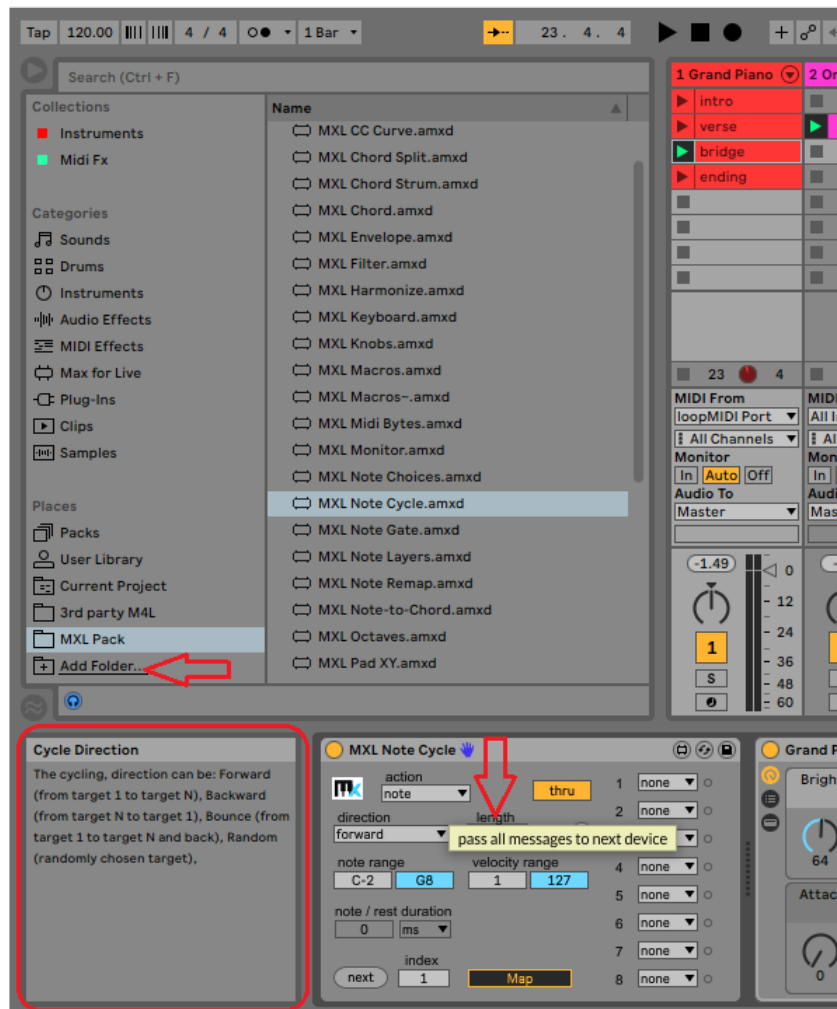 Tap 120.00 4 / 4 1 Bar 23. 4. 4
Search (Ctrl + F)
Collections
Instruments
Midi Fx
Categories
Sounds
Drums
Instruments
Audio Effects
MIDI Effects
Max for Live
Plug-Ins
Clips
Samples
Places
Packs
User Library
Current Project
3rd party M4L
MXL Pack
Add Folder...
Name
MXL CC Curve.amxd
MXL Chord Split.amxd
MXL Chord Strum.amxd
MXL Chord.amxd
MXL Envelope.amxd
MXL Filter.amxd
MXL Harmonize.amxd
MXL Keyboard.amxd
MXL Knobs.amxd
MXL Macros.amxd
MXL Macros~.amxd
MXL Midi Bytes.amxd
MXL Monitor.amxd
MXL Note Choices.amxd
MXL Note Cycle.amxd
MXL Note Gate.amxd
MXL Note Layers.amxd
MXL Note Remap.amxd
MXL Note-to-Chord.amxd
MXL Octaves.amxd
MXL Pad XY.amxd
1 Grand Piano
intro
verse
bridge
ending
23 4
MIDI From
loopMIDI Port
All Channels
Monitor
In Auto Off
Audio To
Master
-1.49
0
12
24
36
48
60
1
S
2
In
Cycle Direction
The cycling, direction can be: Forward
(from target 1 to target N), Backward
(from target N to target 1), Bounce (from
target 1 to target N and back), Random
(randomly chosen target),
MXL Note Cycle
action
note
thru
direction
length
forward
pass all messages to next device
note range
velocity range
C-2 G8 1 127
note / rest duration
0 ms
index
next 1 Map
1 none
2 none
4 none
5 none
6 none
7 none
8 none
Grand
64
0